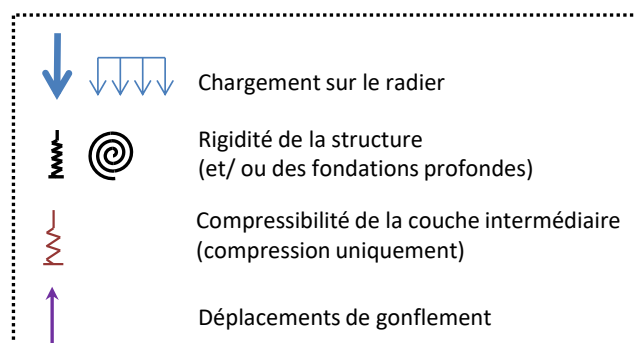 Chargement sur le radier
Rigidité de la structure
(et/ ou des fondations profondes)
Compressibilité de la couche intermédiaire
(compression uniquement)
Déplacements de gonflement